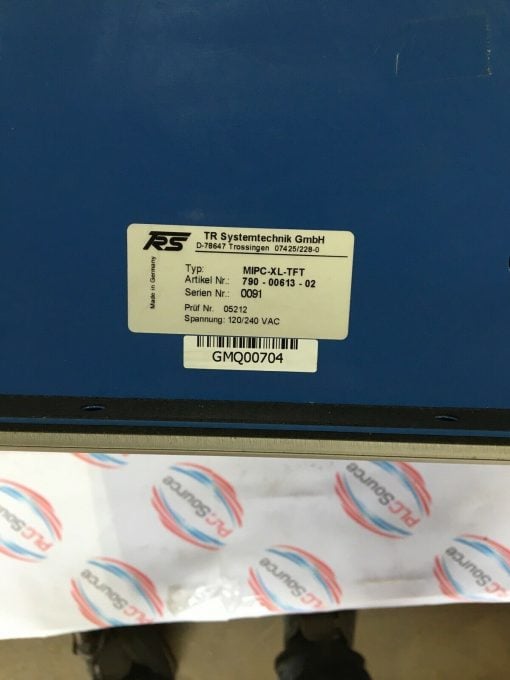 TRS
TR Systemtechnik GmbH
D-78647 Trossingen 07425/228-0
Made in Germany
Typ: MIPC-XL-TFT
Artikel Nr.: 790 - 00613 - 02
Serien Nr.: 0091
Prüf Nr. 05212
Spannung: 120/240 VAC
GMQ00704
PLC Source
PLC Source
PLC Source
PLC Source
PLC Source